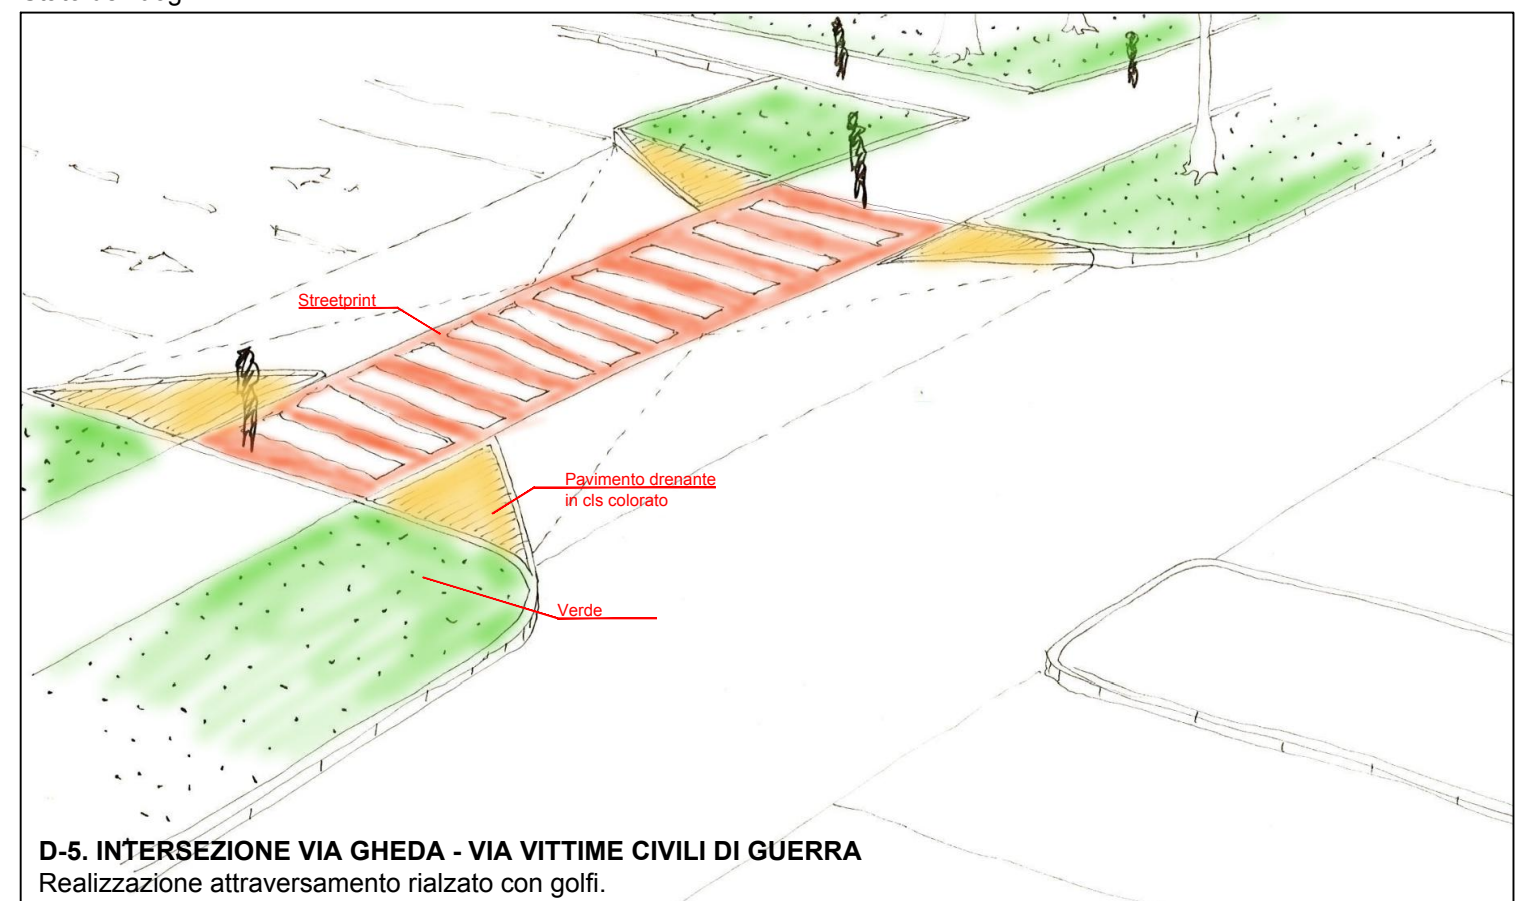 Streetprint
Pavimento drenante
in cls colorato
Verde
D-5. INTERSEZIONE VIA GHEDA - VIA VITTIME CIVILI DI GUERRA
Realizzazione attraversamento rialzato con golfi.